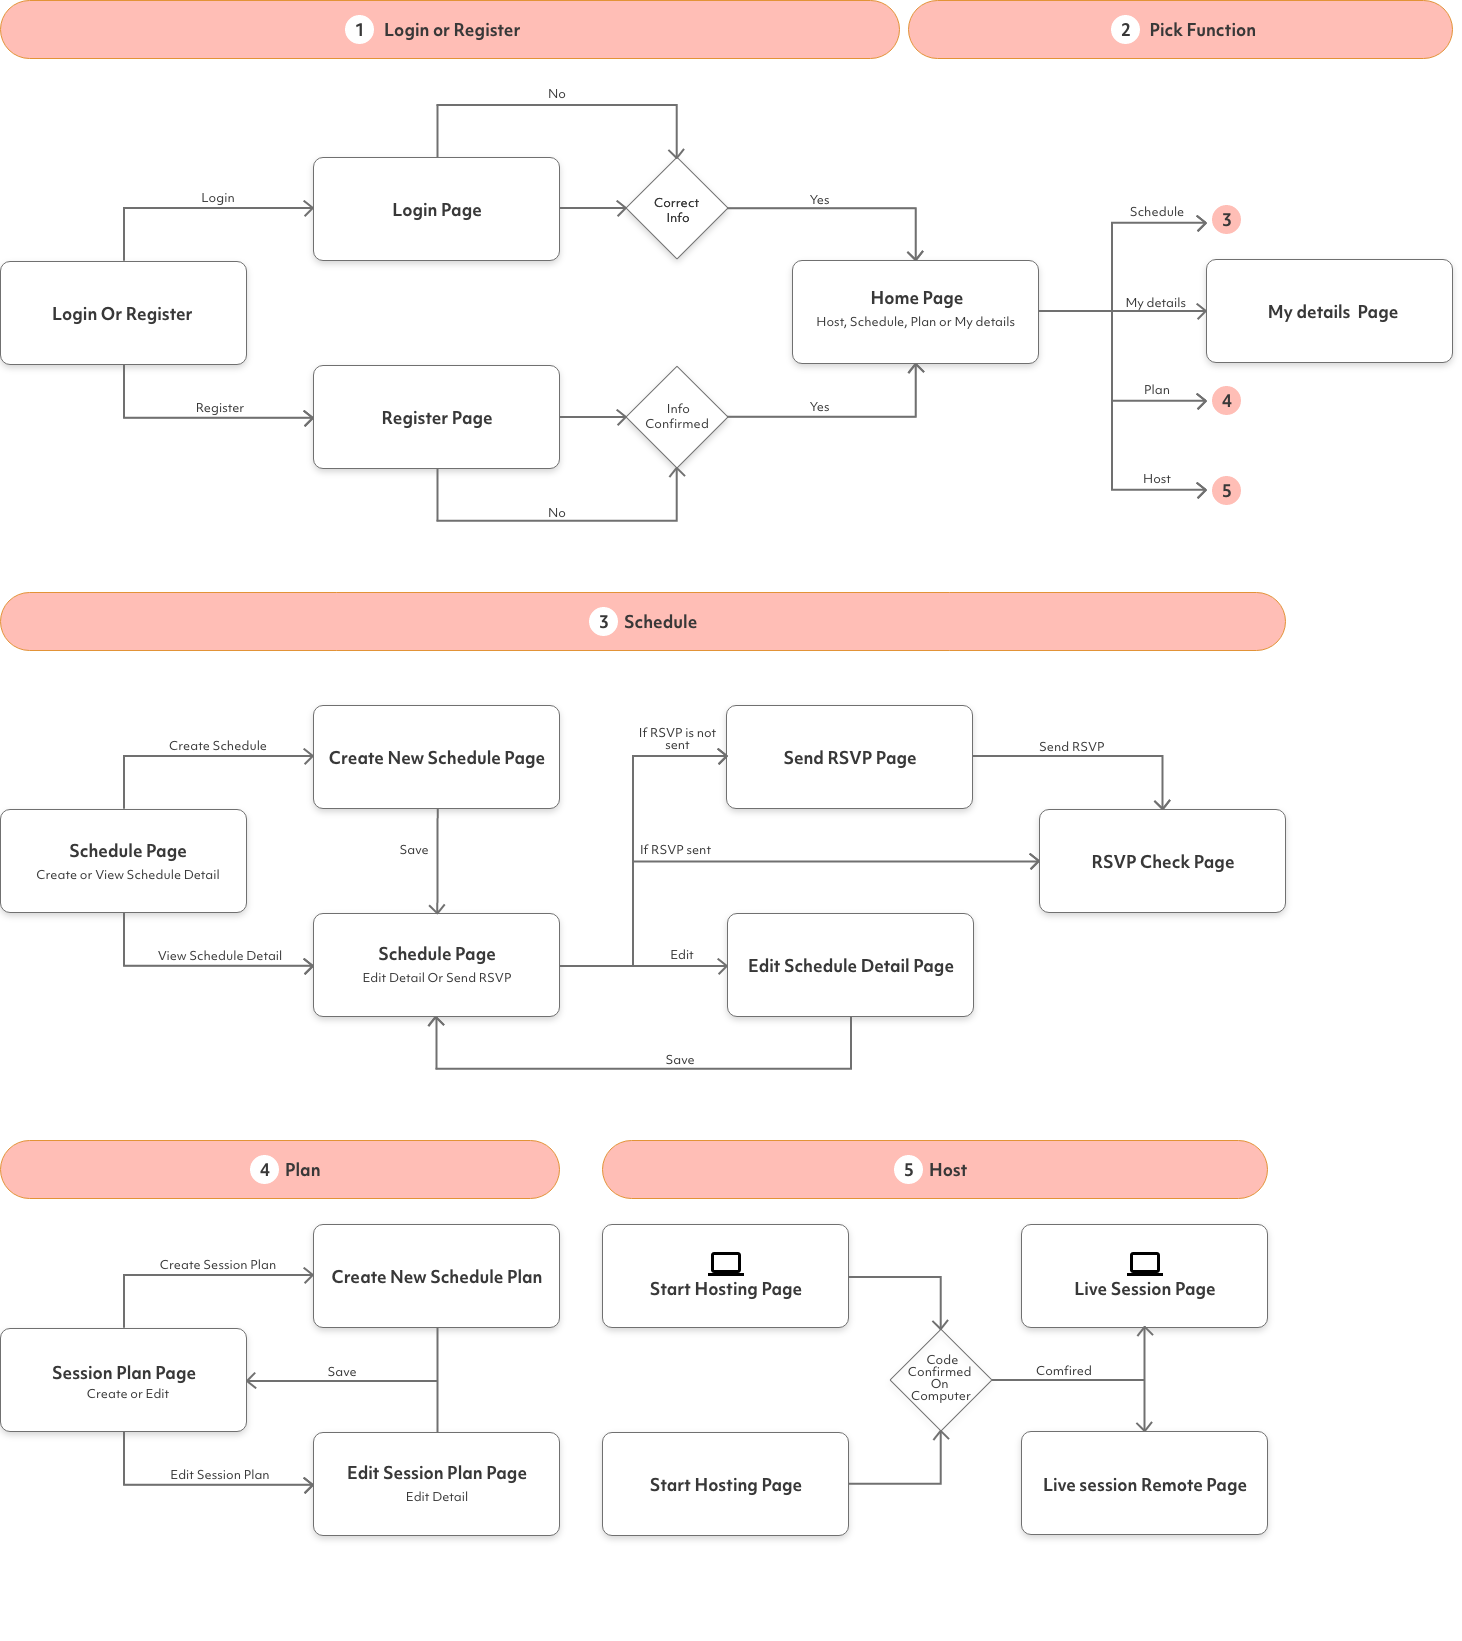 1 Login or Register
2 Pick Function
No
Login
Login Page
Correct
Info
Yes
Schedule
3
Login Or Register
Home Page
Host, Schedule, Plan or My details
My details
My details Page
Register
Register Page
Info
Confirmed
Yes
Plan
4
No
Host
5
3 Schedule
Create Schedule
Create New Schedule Page
If RSVP is not
sent
Send RSVP Page
Send RSVP
Schedule Page
Create or View Schedule Detail
Save
If RSVP sent
RSVP Check Page
View Schedule Detail
Schedule Page
Edit Detail Or Send RSVP
Edit
Edit Schedule Detail Page
Save
4 Plan
5 Host
Create Session Plan
Create New Schedule Plan
Session Plan Page
Create or Edit
Save
Edit Session Plan
Edit Session Plan Page
Edit Detail
Start Hosting Page
Live Session Page
Code
Confirmed
On
Computer
Comfired
Start Hosting Page
Live session Remote Page